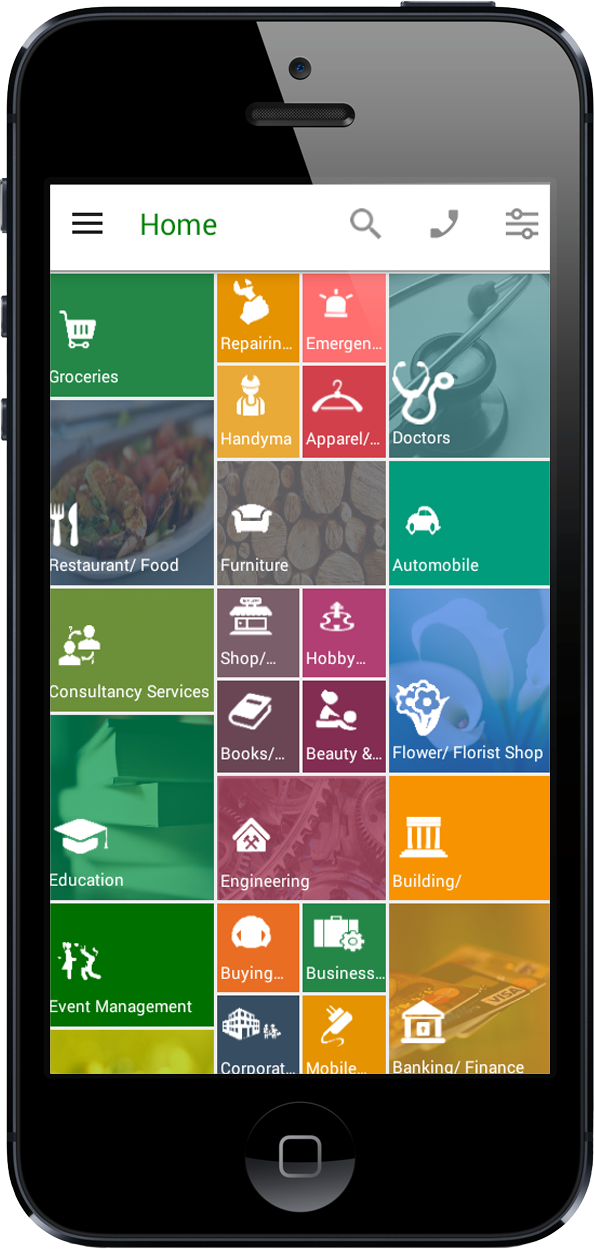 Home
Groceries
Repairin...
Emergen...
Handyma
Apparel/...
Doctors
Restaurant/ Food
Furniture
Automobile
Consultancy Services
Shop/...
Hobby...
Books/...
Beauty &...
Flower/ Florist Shop
Education
Engineering
Building/
Event Management
Buying...
Business...
VISA
Corporat...
Mobile...
Banking/ Finance